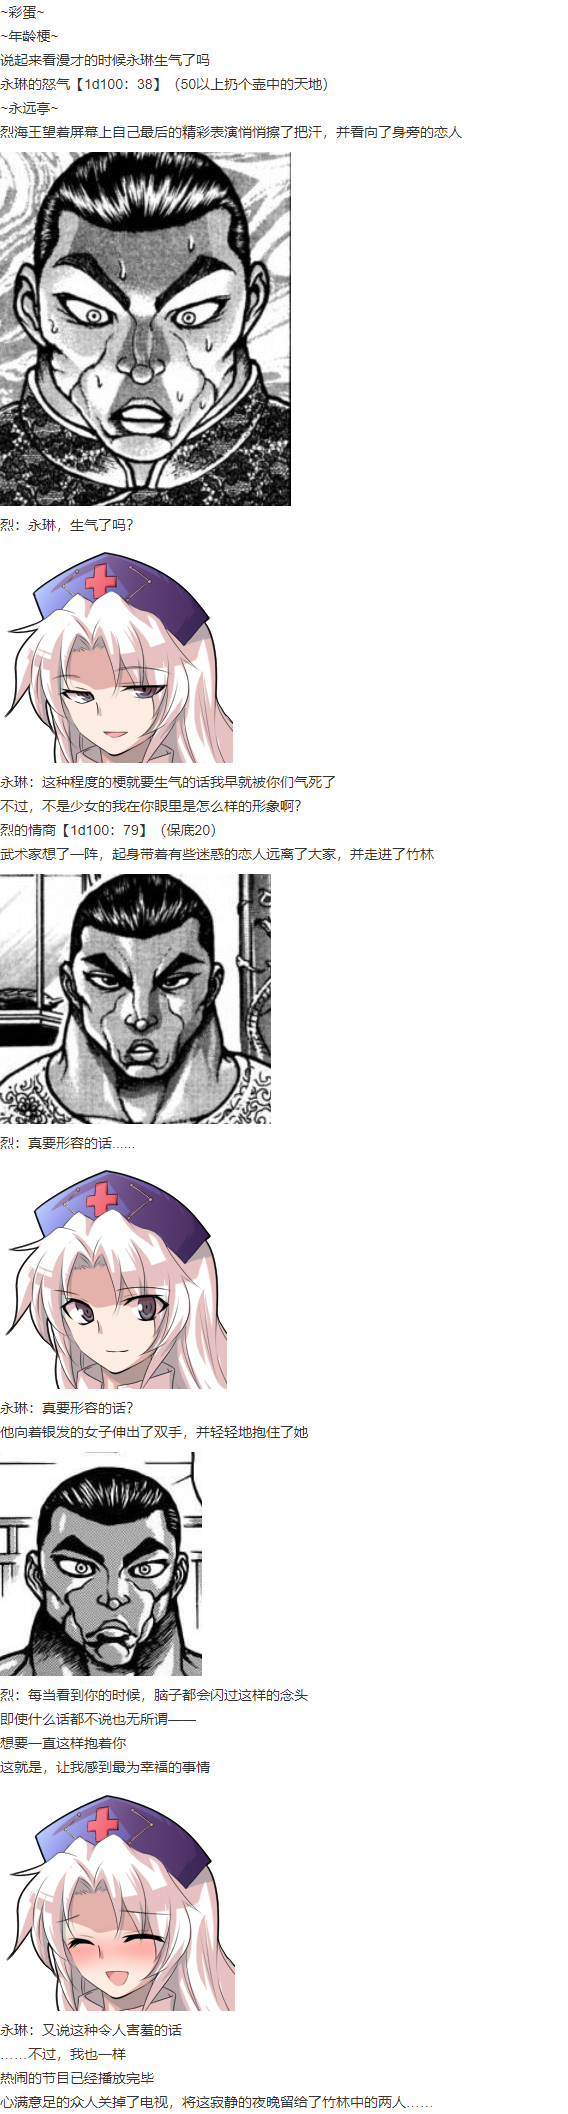 ~彩蛋~
~年龄梗~
说起来看漫才的时候永琳生气了吗
永琳的怒气【1d100：38】（50以上扔个壶中的天地）
~永远亭~
烈海王望着屏幕上自己最后的精彩表演悄悄擦了把汗，并看向了身旁的恋人
烈：永琳，生气了吗？
永琳：这种程度的梗就要生气的话我早就被你们气死了
不过，不是少女的我在你眼里是怎么样的形象啊？
烈的情商【1d100：79】（保底20）
武术家想了一阵，起身带着有些迷惑的恋人远离了大家，并走进了竹林
烈：真要形容的话......
永琳：真要形容的话？
他向着银发的女子伸出了双手，并轻轻地抱住了她
烈：每当看到你的时候，脑子都会闪过这样的念头
即使什么话都不说也无所谓——
想要一直这样抱着你
这就是，让我感到最为幸福的事情
永琳：又说这种令人害羞的话
……不过，我也一样
热闹的节目已经播放完毕
心满意足的众人关掉了电视，将这寂静的夜晚留给了竹林中的两人……